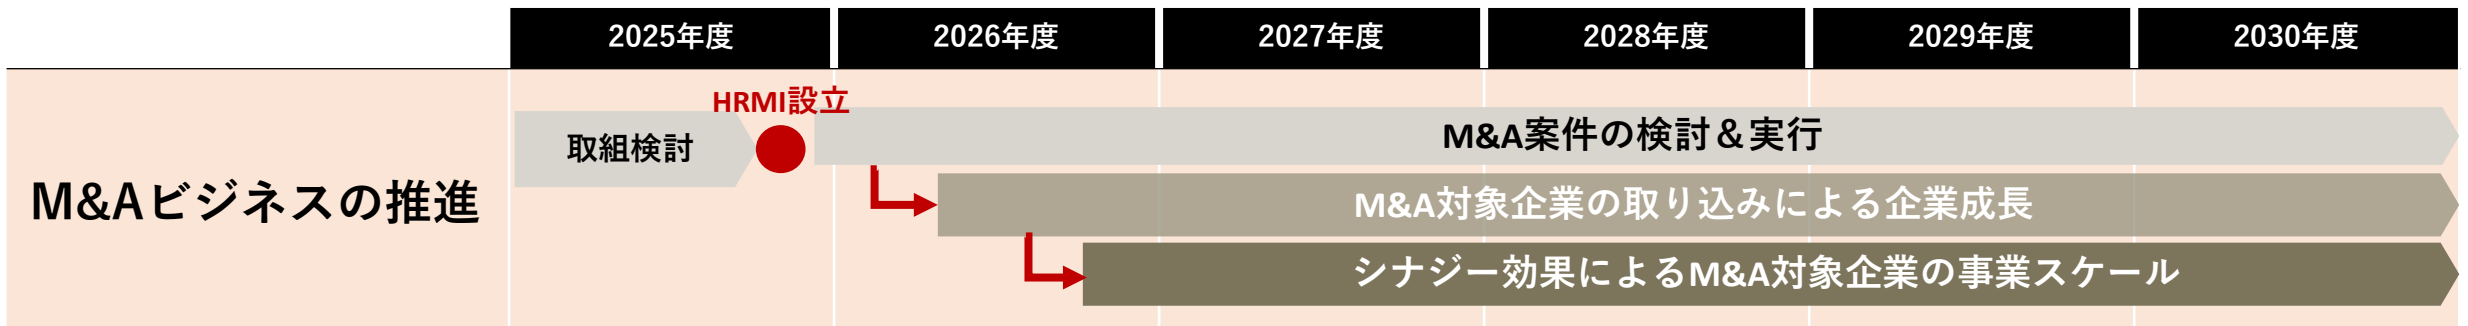 2025年度 2026年度 2027年度 2028年度 2029年度 2030年度
HRMI設立
取組検討
M&A案件の検討＆実行
M&Aビジネスの推進
M&A対象企業の取り込みによる企業成長
シナジー効果によるM&A対象企業の事業スケール